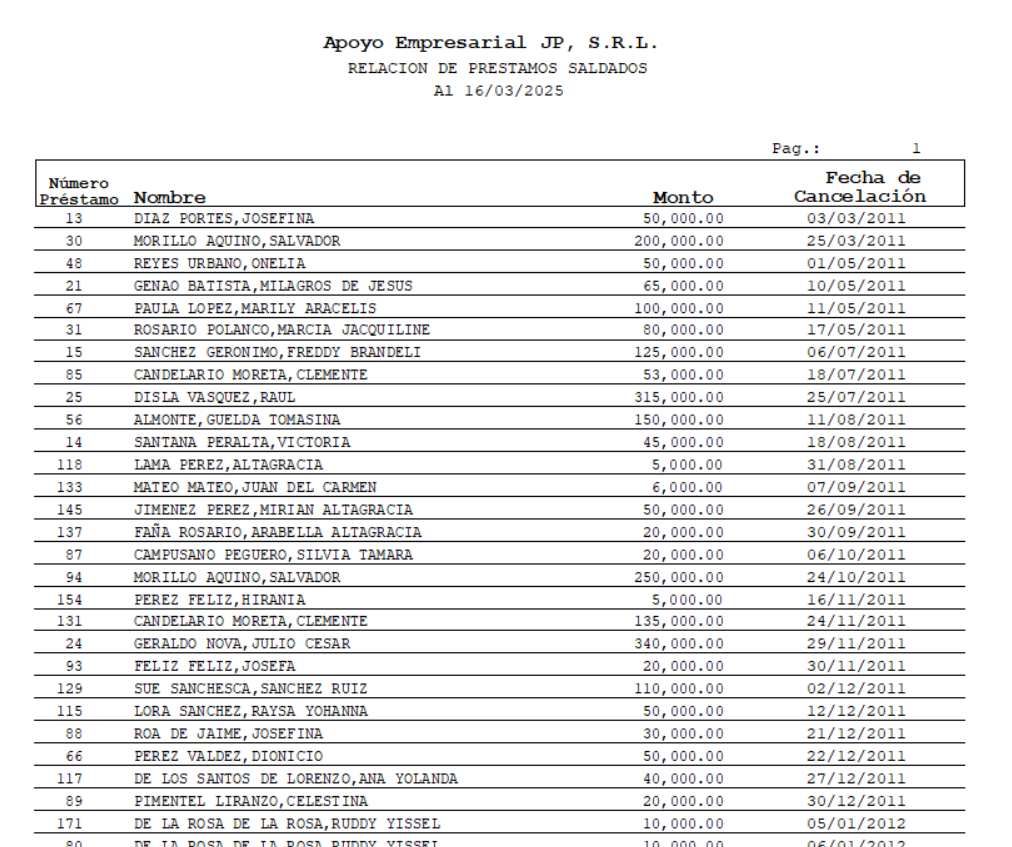 Apoyo Empresarial JP, S.R.L.
RELACION DE PRESTAMOS SALDADOS
Al 16/03/2025
Pag.: 1
Número Préstamo Nombre Monto Fecha de Cancelación
13 DIAZ PORTES,JOSEFINA 50,000.00 03/03/2011
30 MORILLO AQUINO,SALVADOR 200,000.00 25/03/2011
48 REYES URBANO,ONELIA 50,000.00 01/05/2011
21 GENAO BATISTA,MILAGROS DE JESUS 65,000.00 10/05/2011
67 PAULA LOPEZ,MARILY ARACELIS 100,000.00 11/05/2011
31 ROSARIO POLANCO,MARCIA JACQUILINE 80,000.00 17/05/2011
15 SANCHEZ GERONIMO,FREDDY BRANDELI 125,000.00 06/07/2011
85 CANDELARIO MORETA,CLEMENTE 53,000.00 18/07/2011
25 DISLA VASQUEZ,RAUL 315,000.00 25/07/2011
56 ALMONTE,GUELDA TOMASINA 150,000.00 11/08/2011
14 SANTANA PERALTA,VICTORIA 45,000.00 18/08/2011
118 LAMA PEREZ,ALTAGRACIA 5,000.00 31/08/2011
133 MATEO MATEO,JUAN DEL CARMEN 6,000.00 07/09/2011
145 JIMENEZ PEREZ,MIRIAN ALTAGRACIA 50,000.00 26/09/2011
137 FAÑA ROSARIO,ARABELLA ALTAGRACIA 20,000.00 30/09/2011
87 CAMPUSANO PEGUERO,SILVIA TAMARA 20,000.00 06/10/2011
94 MORILLO AQUINO,SALVADOR 250,000.00 24/10/2011
154 PEREZ FELIZ,HIRANIA 5,000.00 16/11/2011
131 CANDELARIO MORETA,CLEMENTE 135,000.00 24/11/2011
24 GERALDO NOVA,JULIO CESAR 340,000.00 29/11/2011
93 FELIZ FELIZ,JOSEFA 20,000.00 30/11/2011
129 SUE SANCHESCA,SANCHEZ RUIZ 110,000.00 02/12/2011
115 LORA SANCHEZ,RAYSA YOHANNA 50,000.00 12/12/2011
88 ROA DE JAIME,JOSEFINA 30,000.00 21/12/2011
66 PEREZ VALDEZ,DIONICIO 50,000.00 22/12/2011
117 DE LOS SANTOS DE LORENZO,ANA YOLANDA 40,000.00 27/12/2011
89 PIMENTEL LIRANZO,CELESTINA 20,000.00 30/12/2011
171 DE LA ROSA DE LA ROSA,RUDDY YISSEL 10,000.00 05/01/2012
DE LA ROSA DE LA ROSA,RUDDY YISSEL 10,000.00 06/01/2012